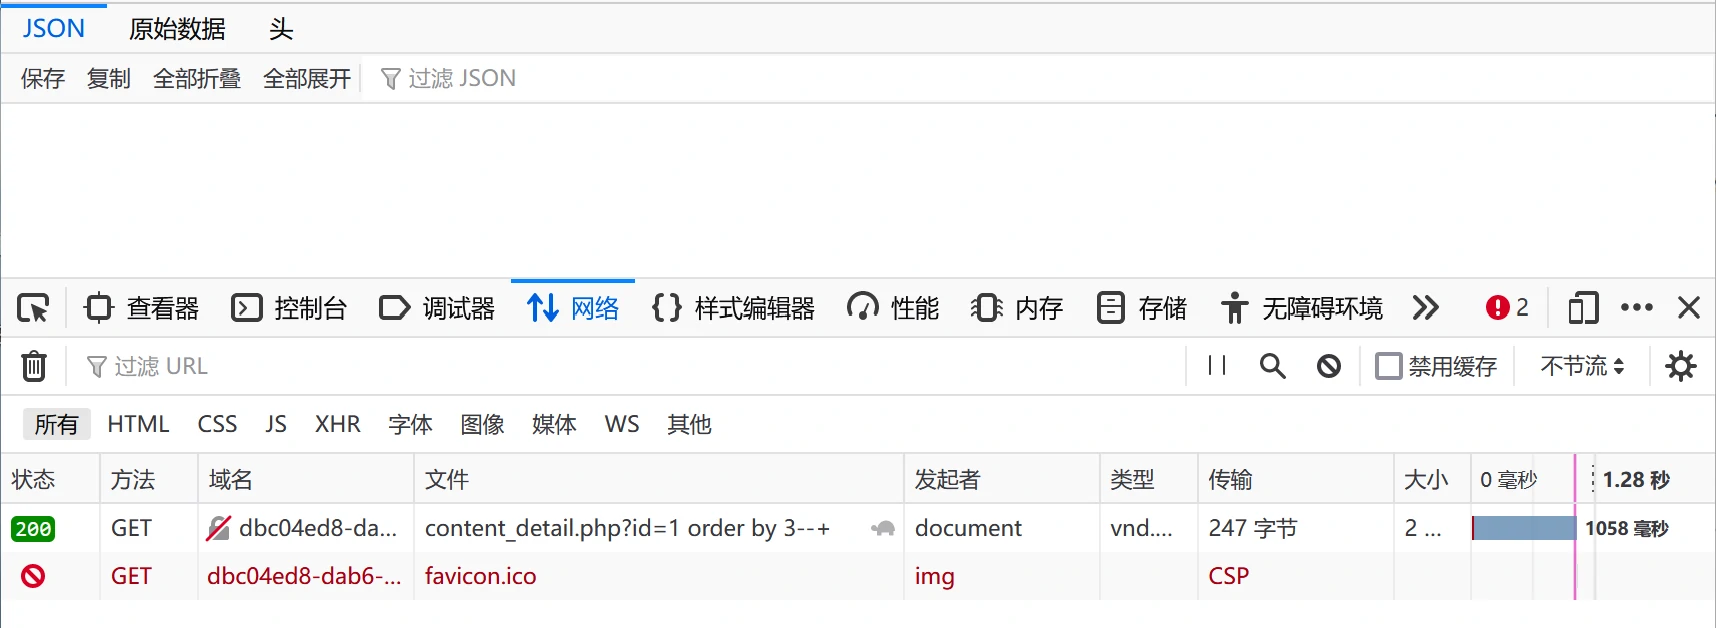 JSON 原始数据 头
保存 复制 全部折叠 全部展开 过滤 JSON
查看器 控制台 调试器 网络 {} 样式编辑器 性能 内存 存储 无障碍环境 2
过滤 URL 禁用缓存 不节流
所有 HTML CSS JS XHR 字体 图像 媒体 WS 其他
状态 方法 域名 文件 发起者 类型 传输 大小 0 毫秒 1.28 秒
200 GET dbc04ed8-da... content_detail.php?id=1 order by 3--+ document vnd.... 247 字节 2 ... 1058 毫秒
GET dbc04ed8-dab6-... favicon.ico img CSP